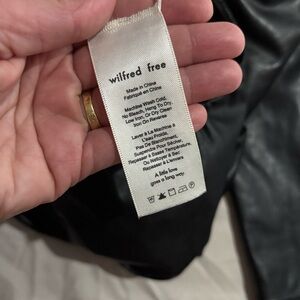 wilfred free
Made in China
Fabriqué en Chine
Machine Wash Cold.
No Bleach, Hang To Dry.
Low Iron, Or Dry Clean
Iron On Reverse
Laver À La Machine À
L'eau Froide.
Pas De Blanchiment.
Suspendre Pour Sécher.
Repasser à Basse Température.
Ou Nettoyer à Sec
Repasser à L'envers
A little love
goes a long way.